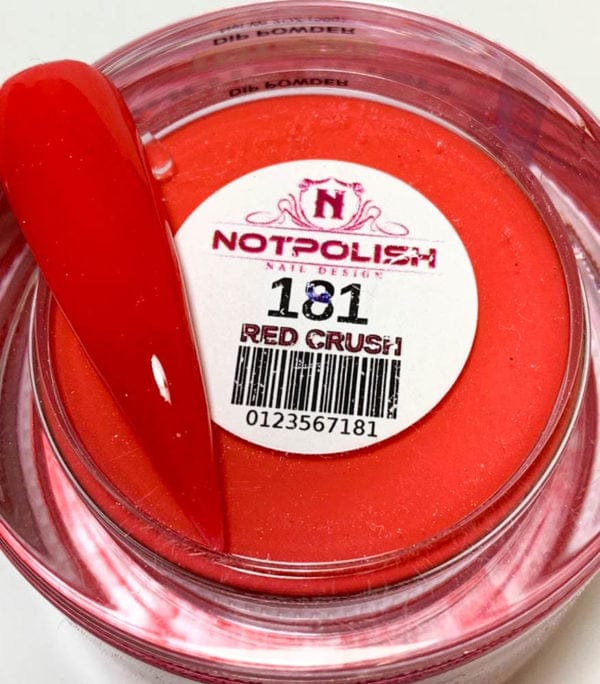 DIP POWDER
DIP POWDER
N
NOTPOLISH
NAIL DESIGN
181
RED CRUSH
0123567181